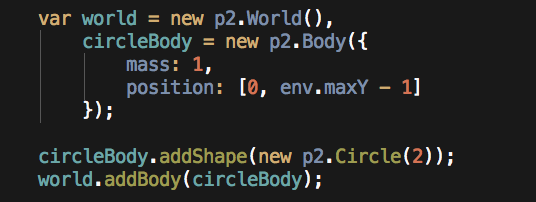 var world = new p2.World(),
    circleBody = new p2.Body({
        mass: 1,
        position: [0, env.maxY - 1]
    });
circleBody.addShape(new p2.Circle(2));
world.addBody(circleBody);